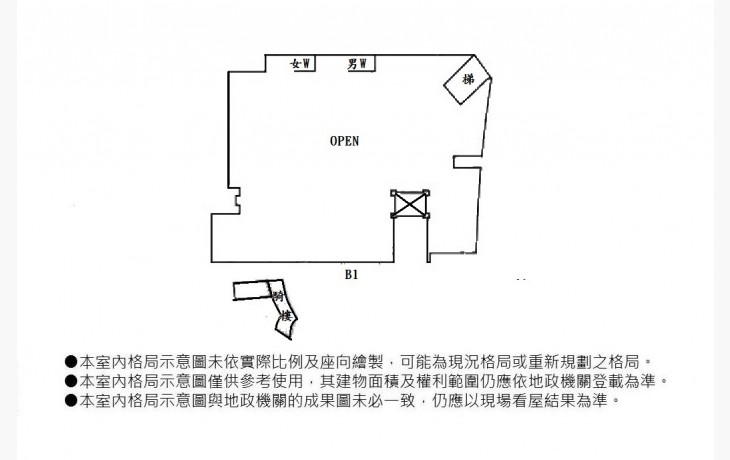 女W 男W
梯
OPEN
B1
騎
樓
●本室內格局示意圖未依實際比例及座向繪製，可能為現況格局或重新規劃之格局。
●本室內格局示意圖僅供參考使用，其建物面積及權利範圍仍應依地政機關登載為準。
●本室內格局示意圖與地政機關的成果圖未必一致，仍應以現場看屋結果為準。